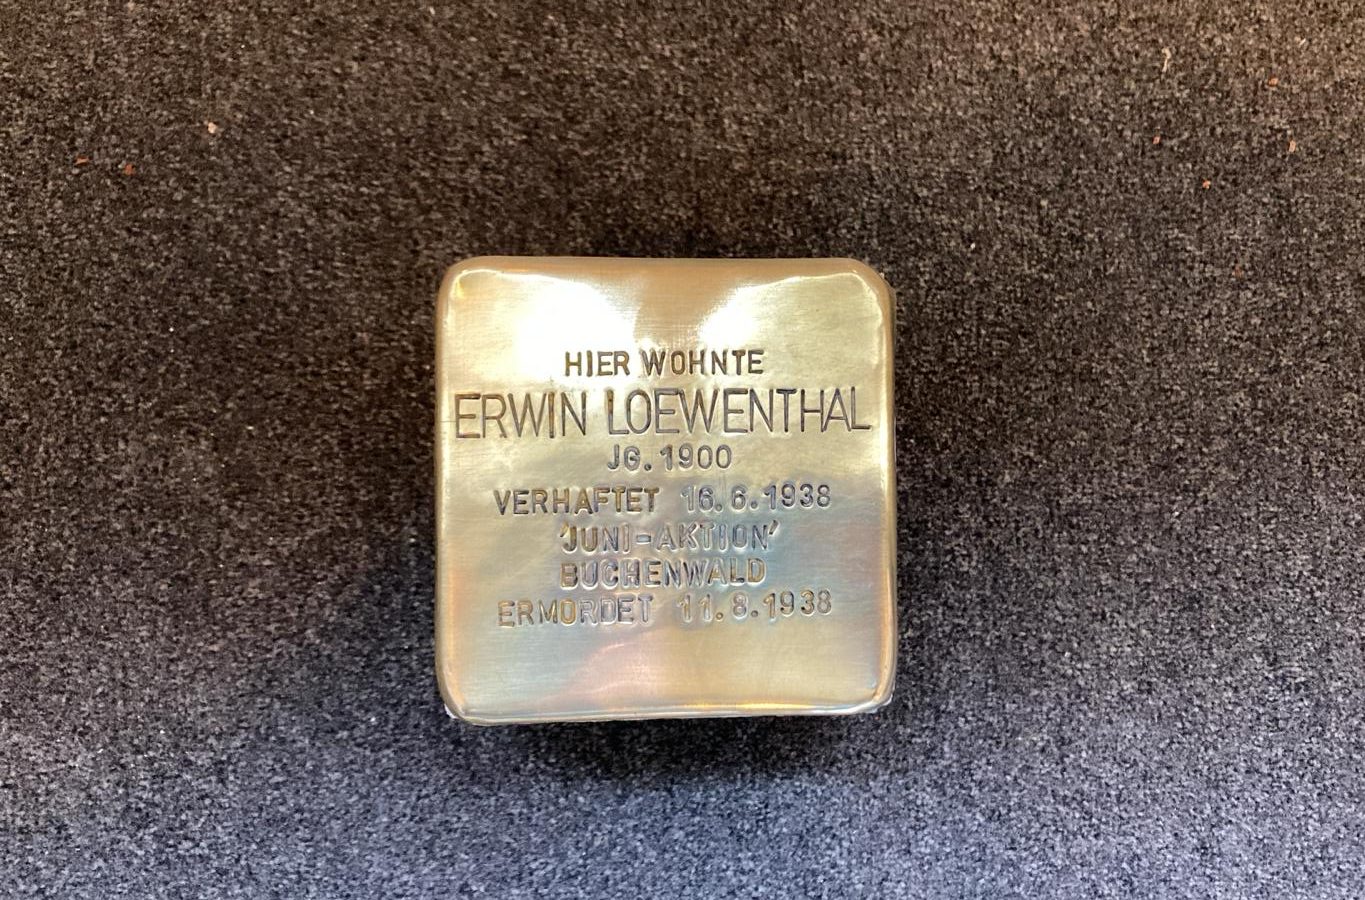 HIER WOHNTE
ERWIN LOEWENTHAL
JG. 1900
VERHAFTET 16.6.1938
'JUNI-AKTION'
BUCHENWALD
ERMORDET 11.8.1938